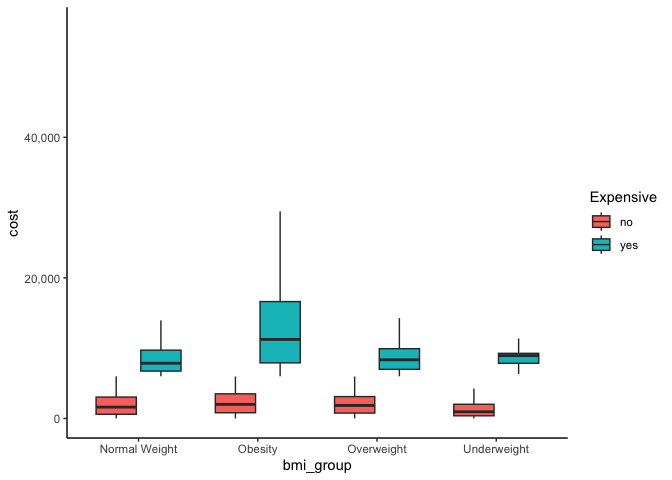 cost
40,000
20,000
0
Normal Weight
Obesity
Overweight
Underweight
bmi_group
Expensive
no
yes